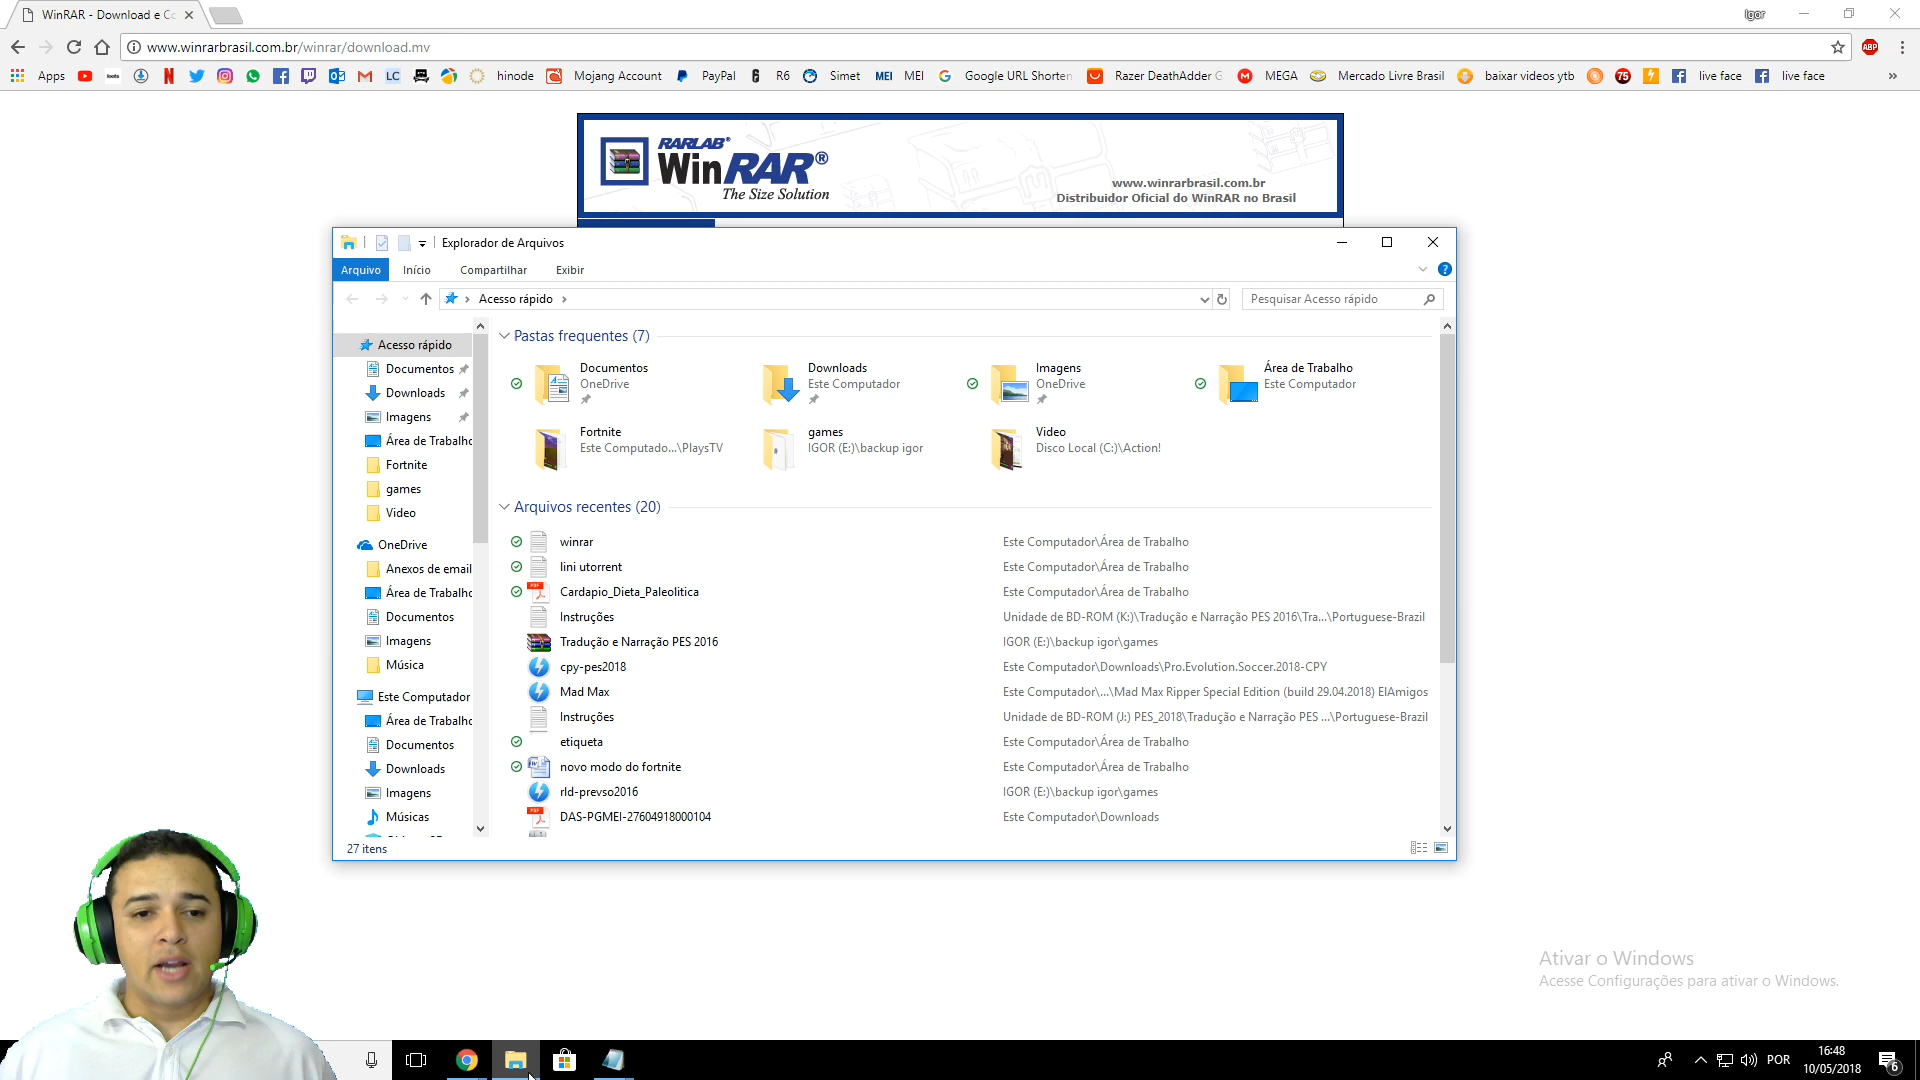 WinRAR - Download e Co
Igor
www.winrarbrasil.com.br/winrar/download.mv
ABP
Apps
LC
hinode
Mojang Account
PayPal
R6
Simet
MEI
MEI
Google URL Shorten
Razer DeathAdder G
MEGA
Mercado Livre Brasil
baixar videos ytb
75
live face
live face
RARLAB®
WinRAR®
The Size Solution
www.winrarbrasil.com.br
Distribuidor Oficial do WinRAR no Brasil
Explorador de Arquivos
Arquivo
Início
Compartilhar
Exibir
Acesso rápido
Pesquisar Acesso rápido
Acesso rápido
Documentos
Downloads
Imagens
Área de Trabalho
Fortnite
games
Video
OneDrive
Anexos de email
Área de Trabalho
Documentos
Imagens
Música
Este Computador
Área de Trabalho
Documentos
Downloads
Imagens
Músicas
Pastas frequentes (7)
Documentos
OneDrive
Downloads
Este Computador
Imagens
OneDrive
Área de Trabalho
Este Computador
Fortnite
Este Computado...\PlaysTV
games
IGOR (E:)\backup igor
Video
Disco Local (C:)\Action!
Arquivos recentes (20)
winrar Este Computador\Área de Trabalho
lini utorrent Este Computador\Área de Trabalho
Cardapio_Dieta_Paleolitica Este Computador\Área de Trabalho
Instruções Unidade de BD-ROM (K:)\Tradução e Narração PES 2016\Tra...\Portuguese-Brazil
Tradução e Narração PES 2016 IGOR (E:)\backup igor\games
cpy-pes2018 Este Computador\Downloads\Pro.Evolution.Soccer.2018-CPY
Mad Max Este Computador\...\Mad Max Ripper Special Edition (build 29.04.2018) ElAmigos
Instruções Unidade de BD-ROM (J:) PES_2018\Tradução e Narração PES ...\Portuguese-Brazil
etiqueta Este Computador\Área de Trabalho
novo modo do fortnite Este Computador\Área de Trabalho
rld-prevso2016 IGOR (E:)\backup igor\games
DAS-PGMEI-27604918000104 Este Computador\Downloads
27 itens
Ativar o Windows
Acesse Configurações para ativar o Windows.
POR
16:48
10/05/2018
6